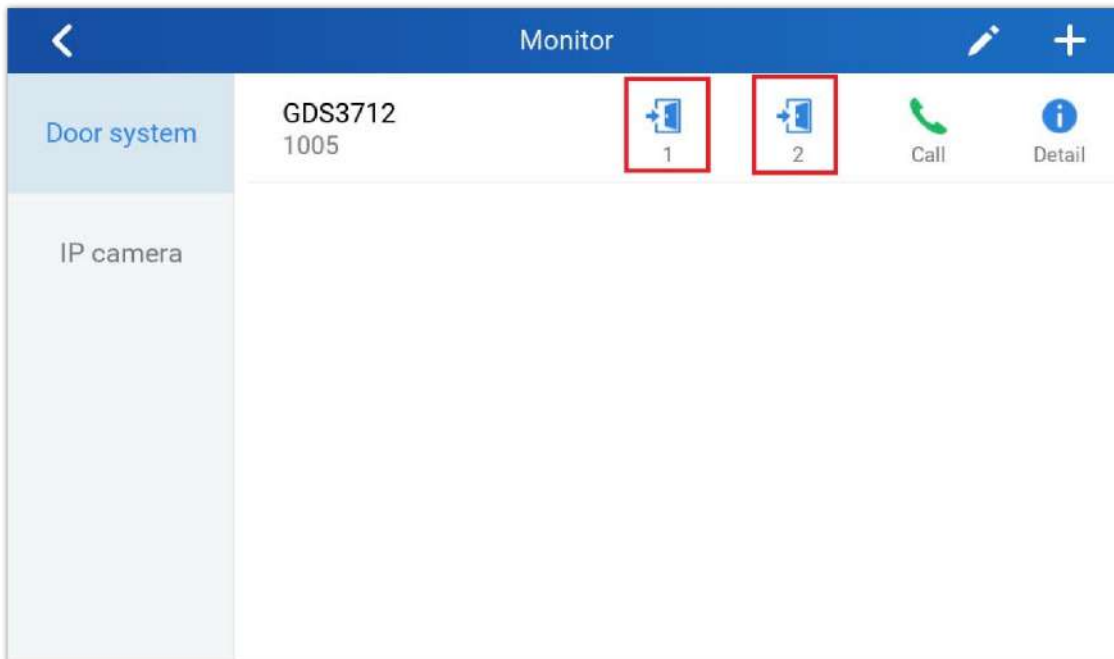 Monitor
Door system
GDS3712
1005
1
2
Call
Detail
IP camera